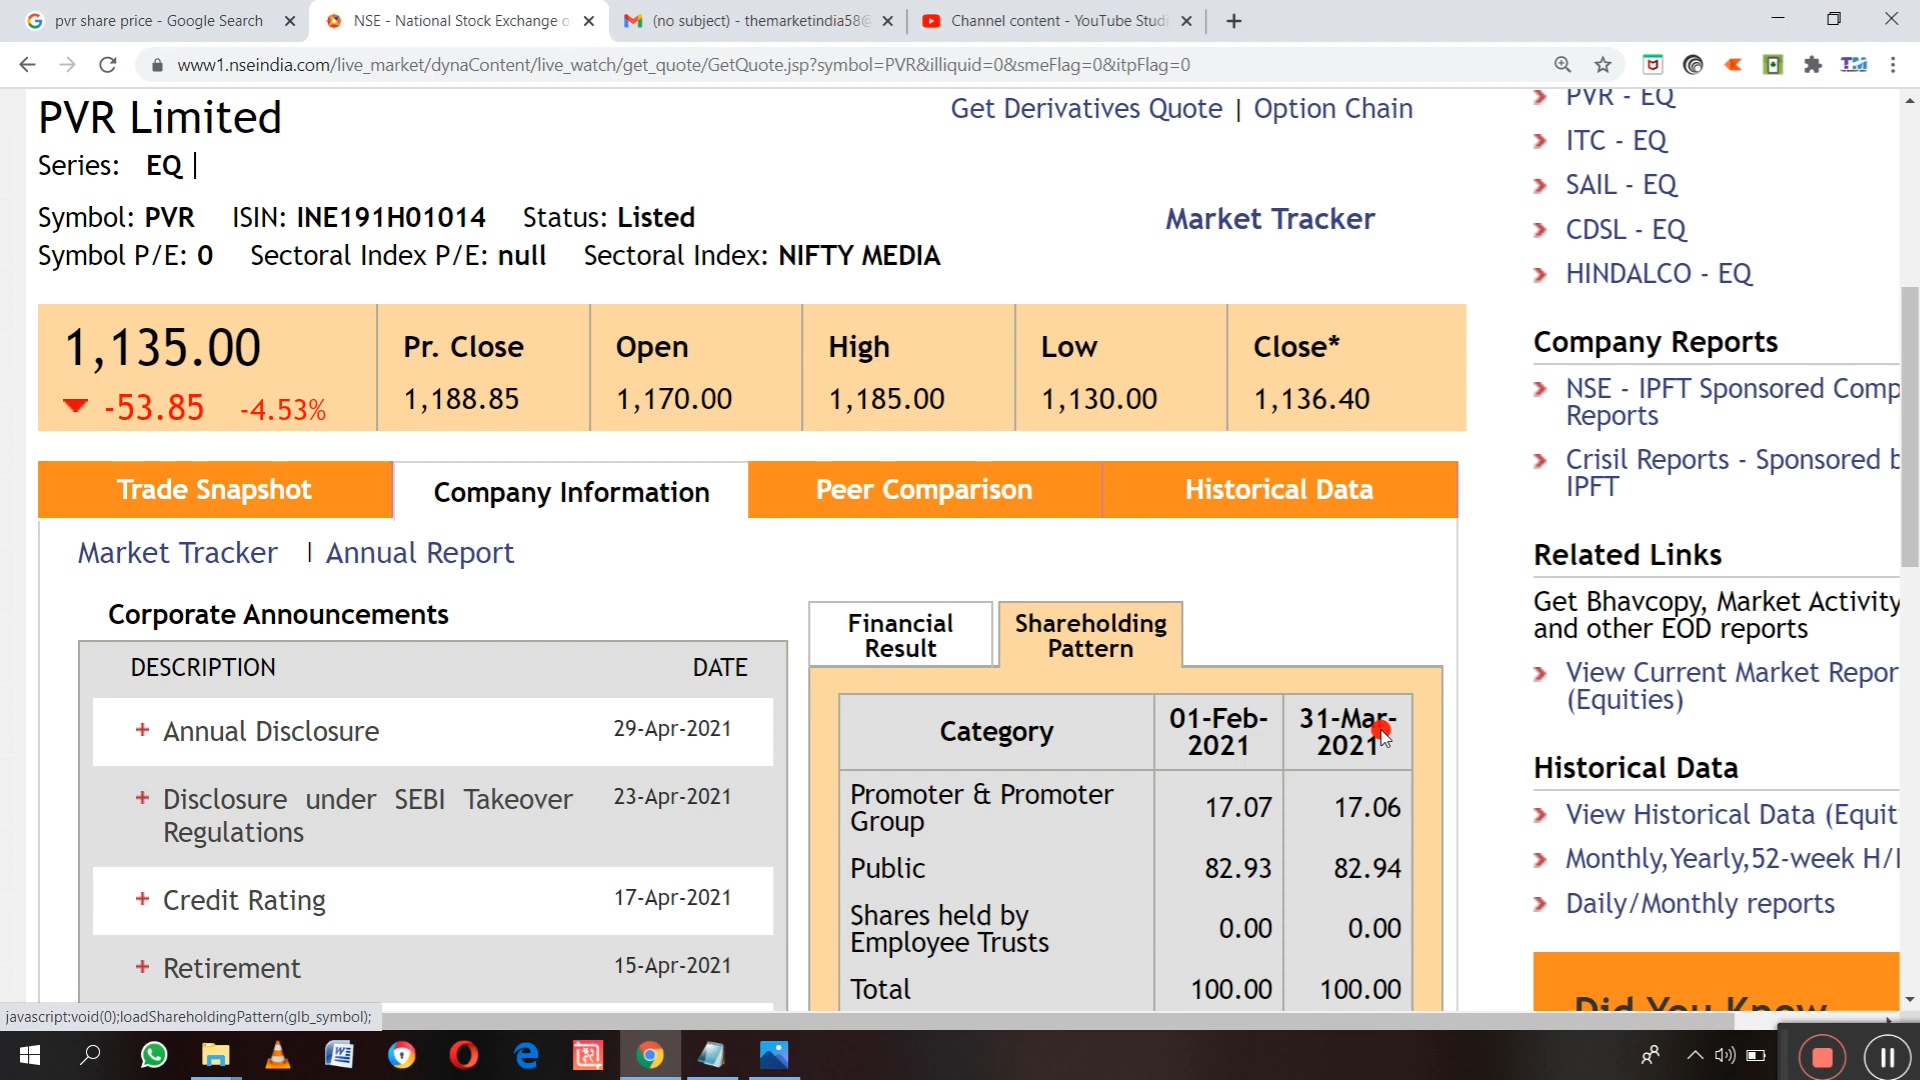 pvr share price - Google Search
NSE - National Stock Exchange o
(no subject) - themarketindia58@
Channel content - YouTube Studi
www1.nseindia.com/live_market/dynaContent/live_watch/get_quote/GetQuote.jsp?symbol=PVR&illiquid=0&smeFlag=0&itpFlag=0
PVR Limited
Get Derivatives Quote | Option Chain
Series: EQ |
Symbol: PVR ISIN: INE191H01014 Status: Listed
Market Tracker
Symbol P/E: 0 Sectoral Index P/E: null Sectoral Index: NIFTY MEDIA
1,135.00
-53.85 -4.53%
Pr. Close
1,188.85
Open
1,170.00
High
1,185.00
Low
1,130.00
Close*
1,136.40
Trade Snapshot
Company Information
Peer Comparison
Historical Data
Market Tracker | Annual Report
Corporate Announcements
DESCRIPTION DATE
+ Annual Disclosure 29-Apr-2021
+ Disclosure under SEBI Takeover 23-Apr-2021
Regulations
+ Credit Rating 17-Apr-2021
+ Retirement 15-Apr-2021
Financial
Result
Shareholding
Pattern
Category
01-Feb-
2021
31-Mar-
2021
Promoter & Promoter
Group
17.07 17.06
Public 82.93 82.94
Shares held by
Employee Trusts
0.00 0.00
Total 100.00 100.00
PVR - EQ
ITC - EQ
SAIL - EQ
CDSL - EQ
HINDALCO - EQ
Company Reports
NSE - IPFT Sponsored Comp
Reports
Crisil Reports - Sponsored b
IPFT
Related Links
Get Bhavcopy, Market Activity
and other EOD reports
View Current Market Repor
(Equities)
Historical Data
View Historical Data (Equit
Monthly,Yearly,52-week H/
Daily/Monthly reports
Did You Know
javascript:void(0);loadShareholdingPattern(glb_symbol);